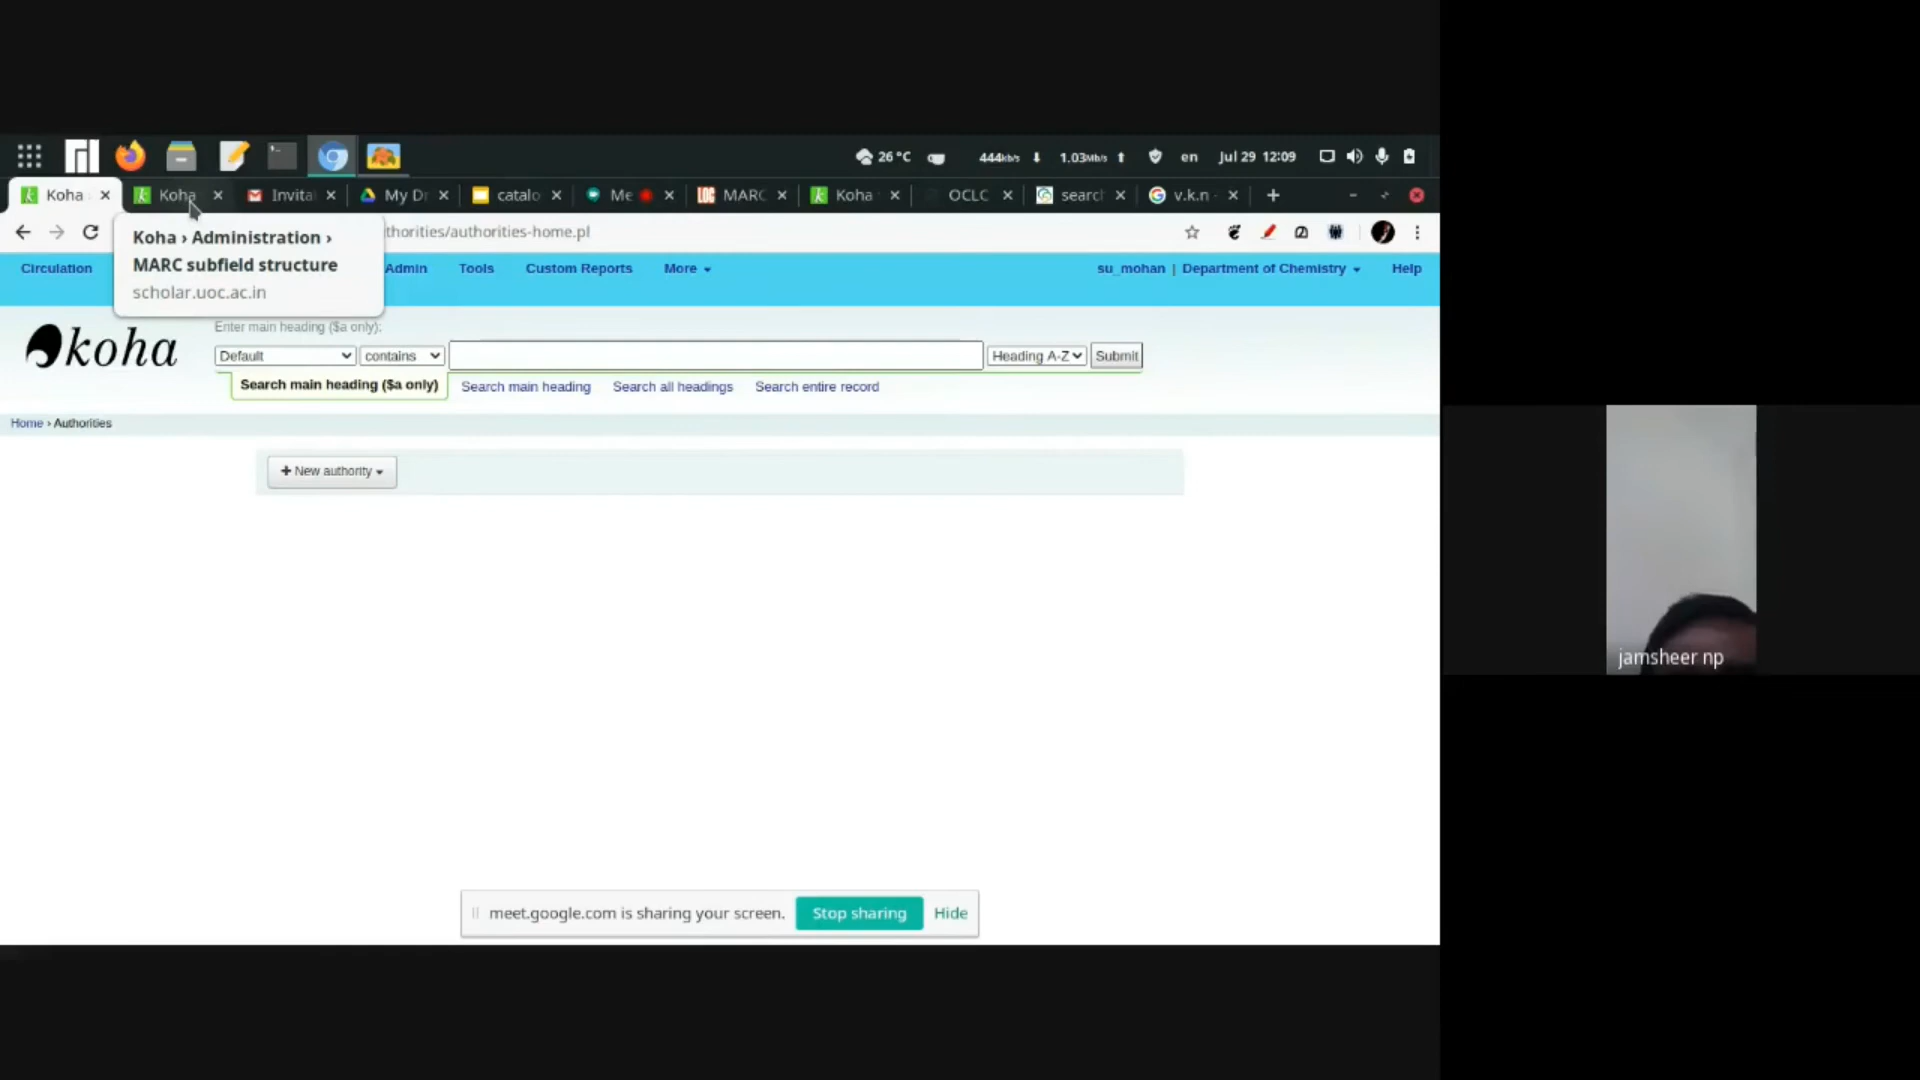 26 °C 444kb/s 1.03Mb/s en Jul 29 12:09
Koha Koha Invita My Dr catalo Me LOC MARC Koha OCLC search v.k.n -
thorities/authorities-home.pl
Koha › Administration ›
MARC subfield structure
scholar.uoc.ac.in
Circulation Admin Tools Custom Reports More su_mohan | Department of Chemistry Help
koha
Enter main heading ($a only):
Default contains Heading A-Z Submit
Search main heading ($a only) Search main heading Search all headings Search entire record
Home › Authorities
+ New authority
jamsheer np
meet.google.com is sharing your screen. Stop sharing Hide